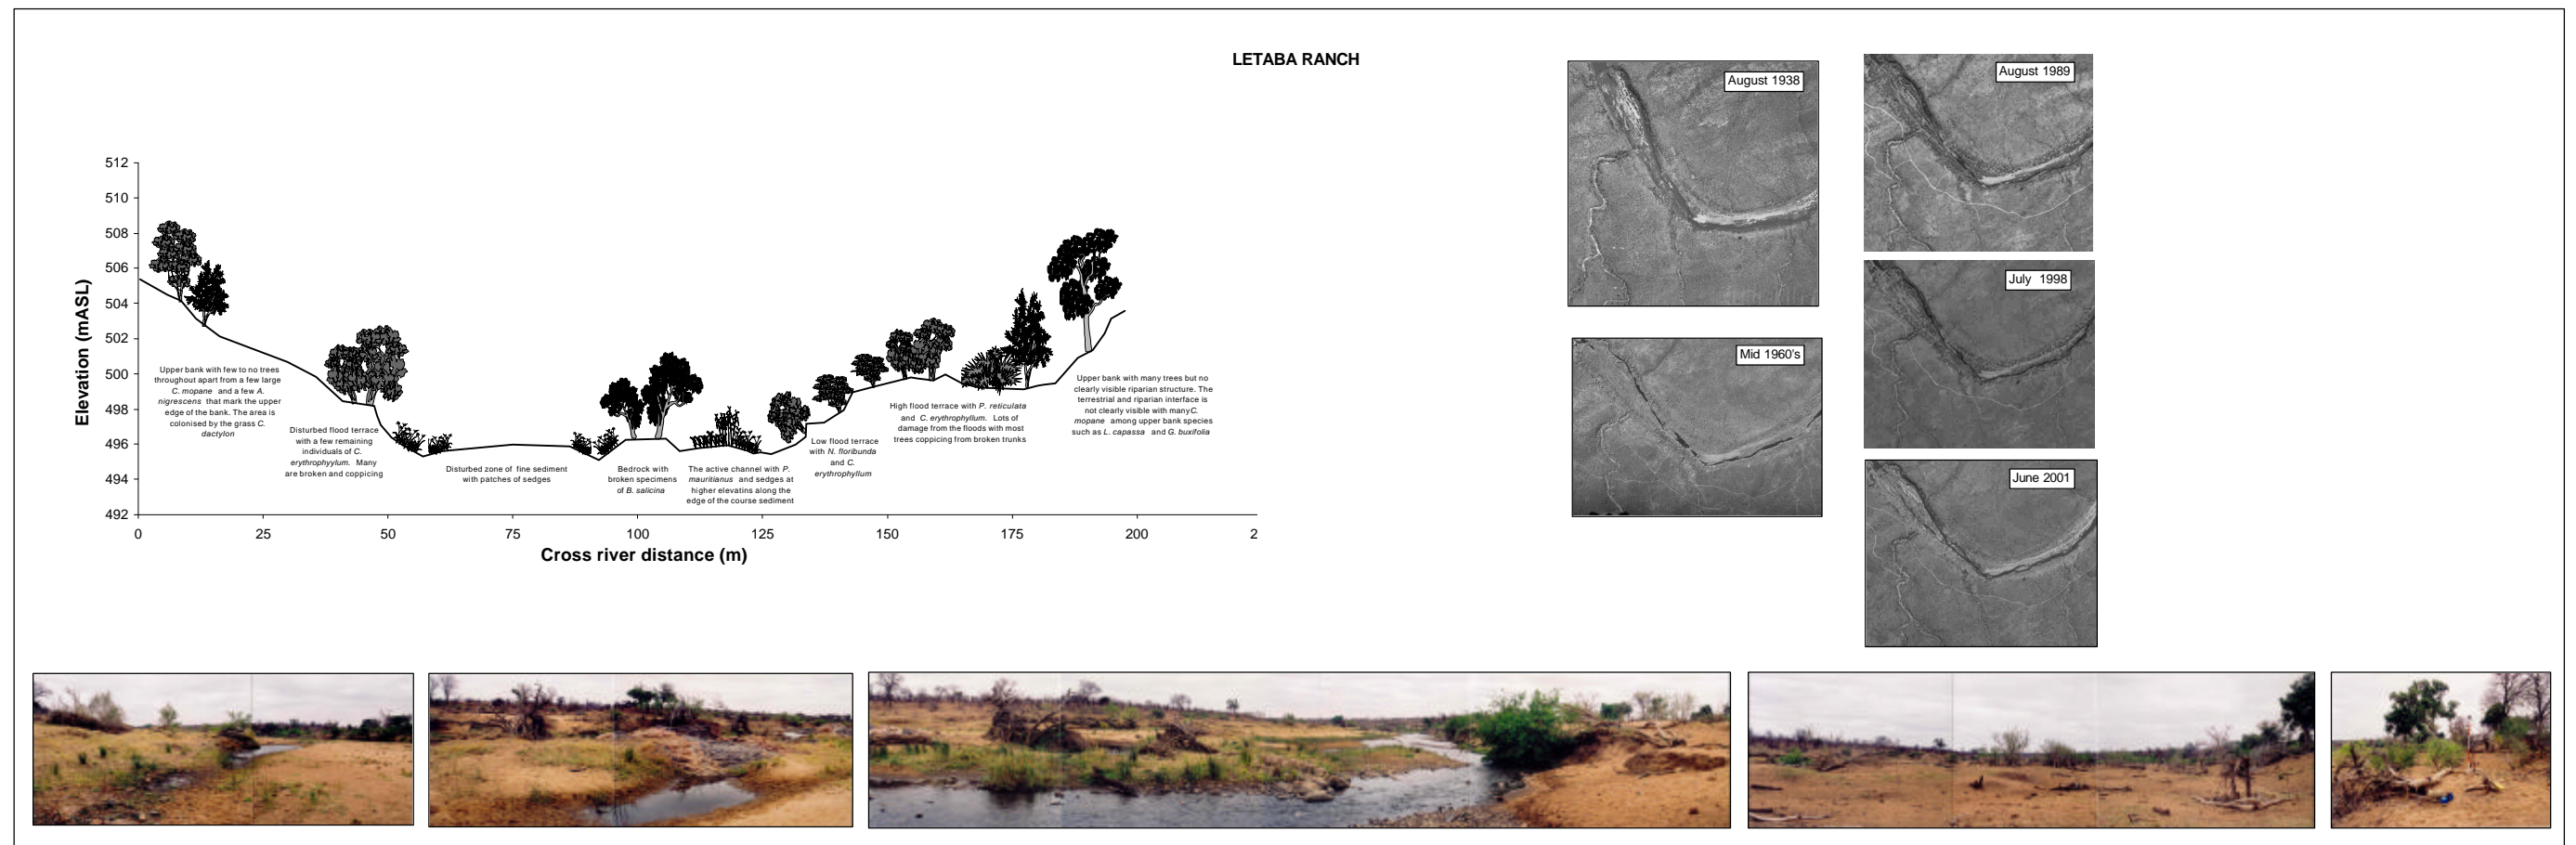 LETABA RANCH
512
510
508
506
504
502
500
498
496
494
492
Elevation (mASL)
Upper bank with few to no trees
throughout apart from a few large
C. mopane and a few A.
nigrescens that mark the upper
edge of the bank. The area is
colonised by the grass C.
dactylon
Disturbed flood terrace
with a few remaining
individuals of C.
erythrophyylum. Many
are broken and coppicing
Disturbed zone of fine sediment
with patches of sedges
Bedrock with
broken specimens
of B. salicina
The active channel with P.
mauritianus and sedges at
higher elevatins along the
edge of the course sediment
Low flood terrace
with N. floribunda
and C.
erythrophyllum
High flood terrace with P. reticulata
and C. erythrophyllum. Lots of
damage from the floods with most
trees coppicing from broken trunks
Upper bank with many trees but no
clearly visible riparian structure. The
terrestrial and riparian interface is
not clearly visible with many C.
mopane among upper bank species
such as L. capassa and G. buxifolia
0 25 50 75 100 125 150 175 200 2
Cross river distance (m)
August 1938
Mid 1960's
August 1989
July 1998
June 2001